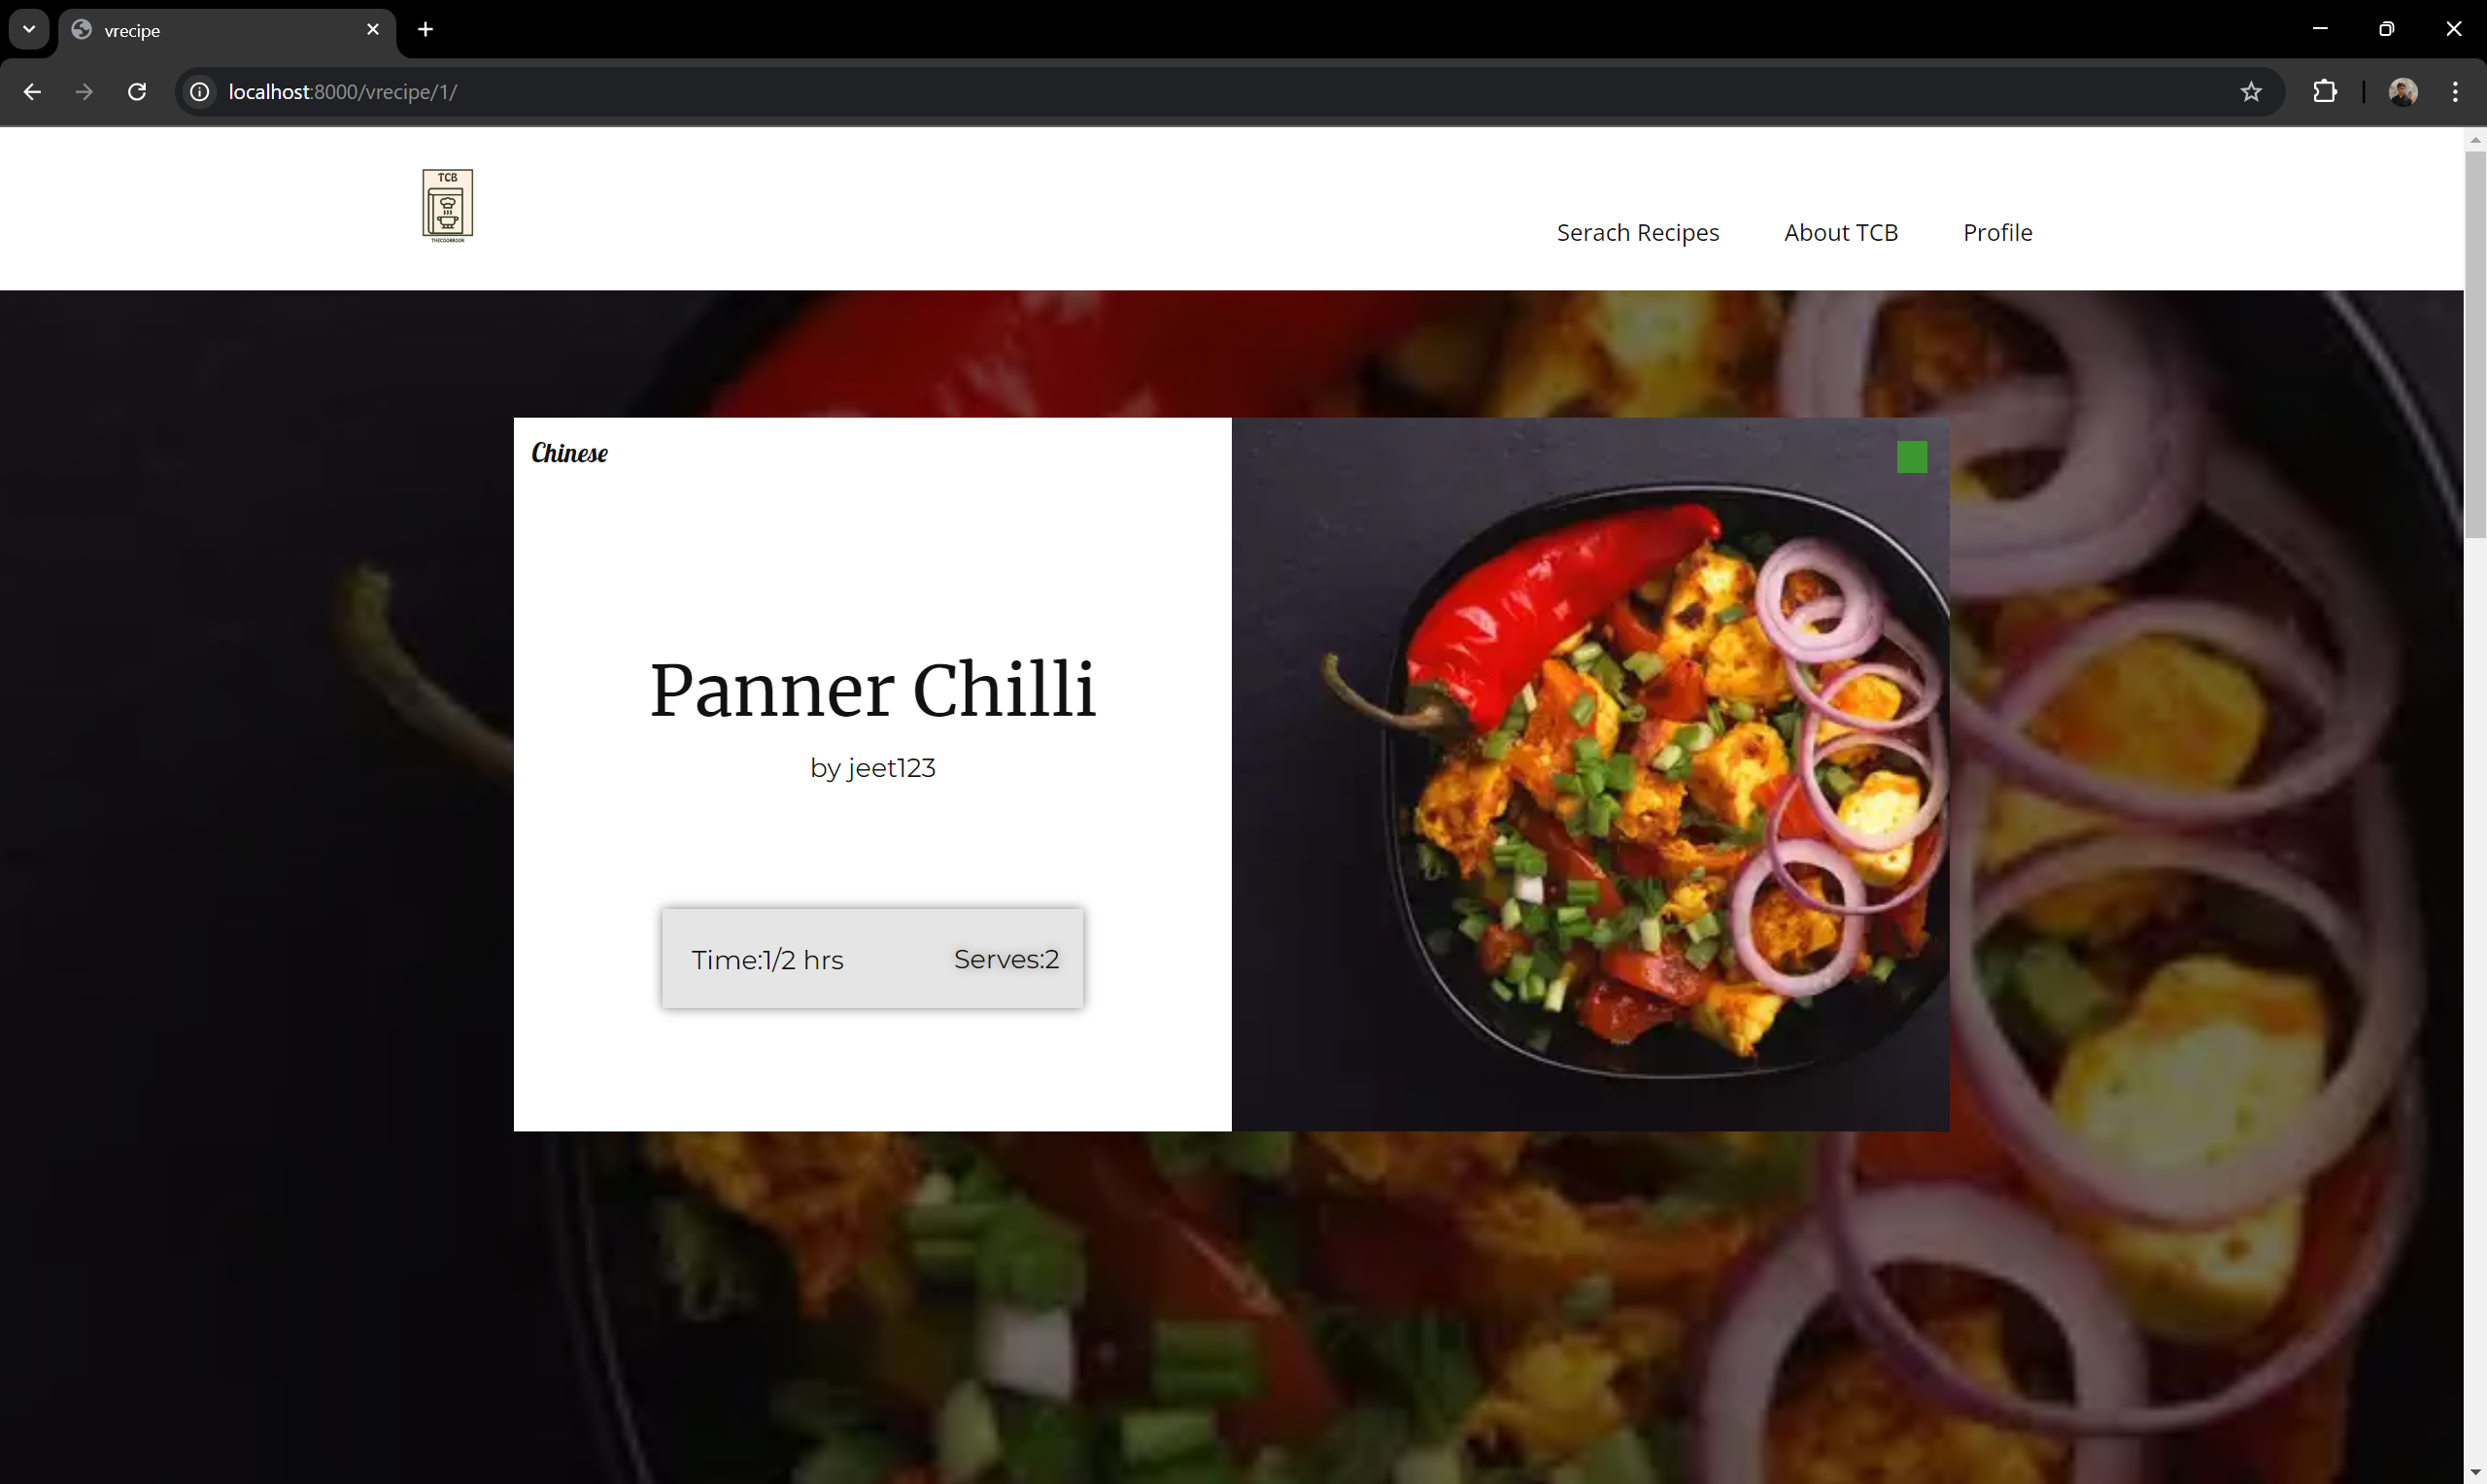 vrecipe
localhost:8000/vrecipe/1/
TCB
THECOOKBOOK
Serach Recipes
About TCB
Profile
Chinese
Panner Chilli
by jeet123
Time:1/2 hrs
Serves:2